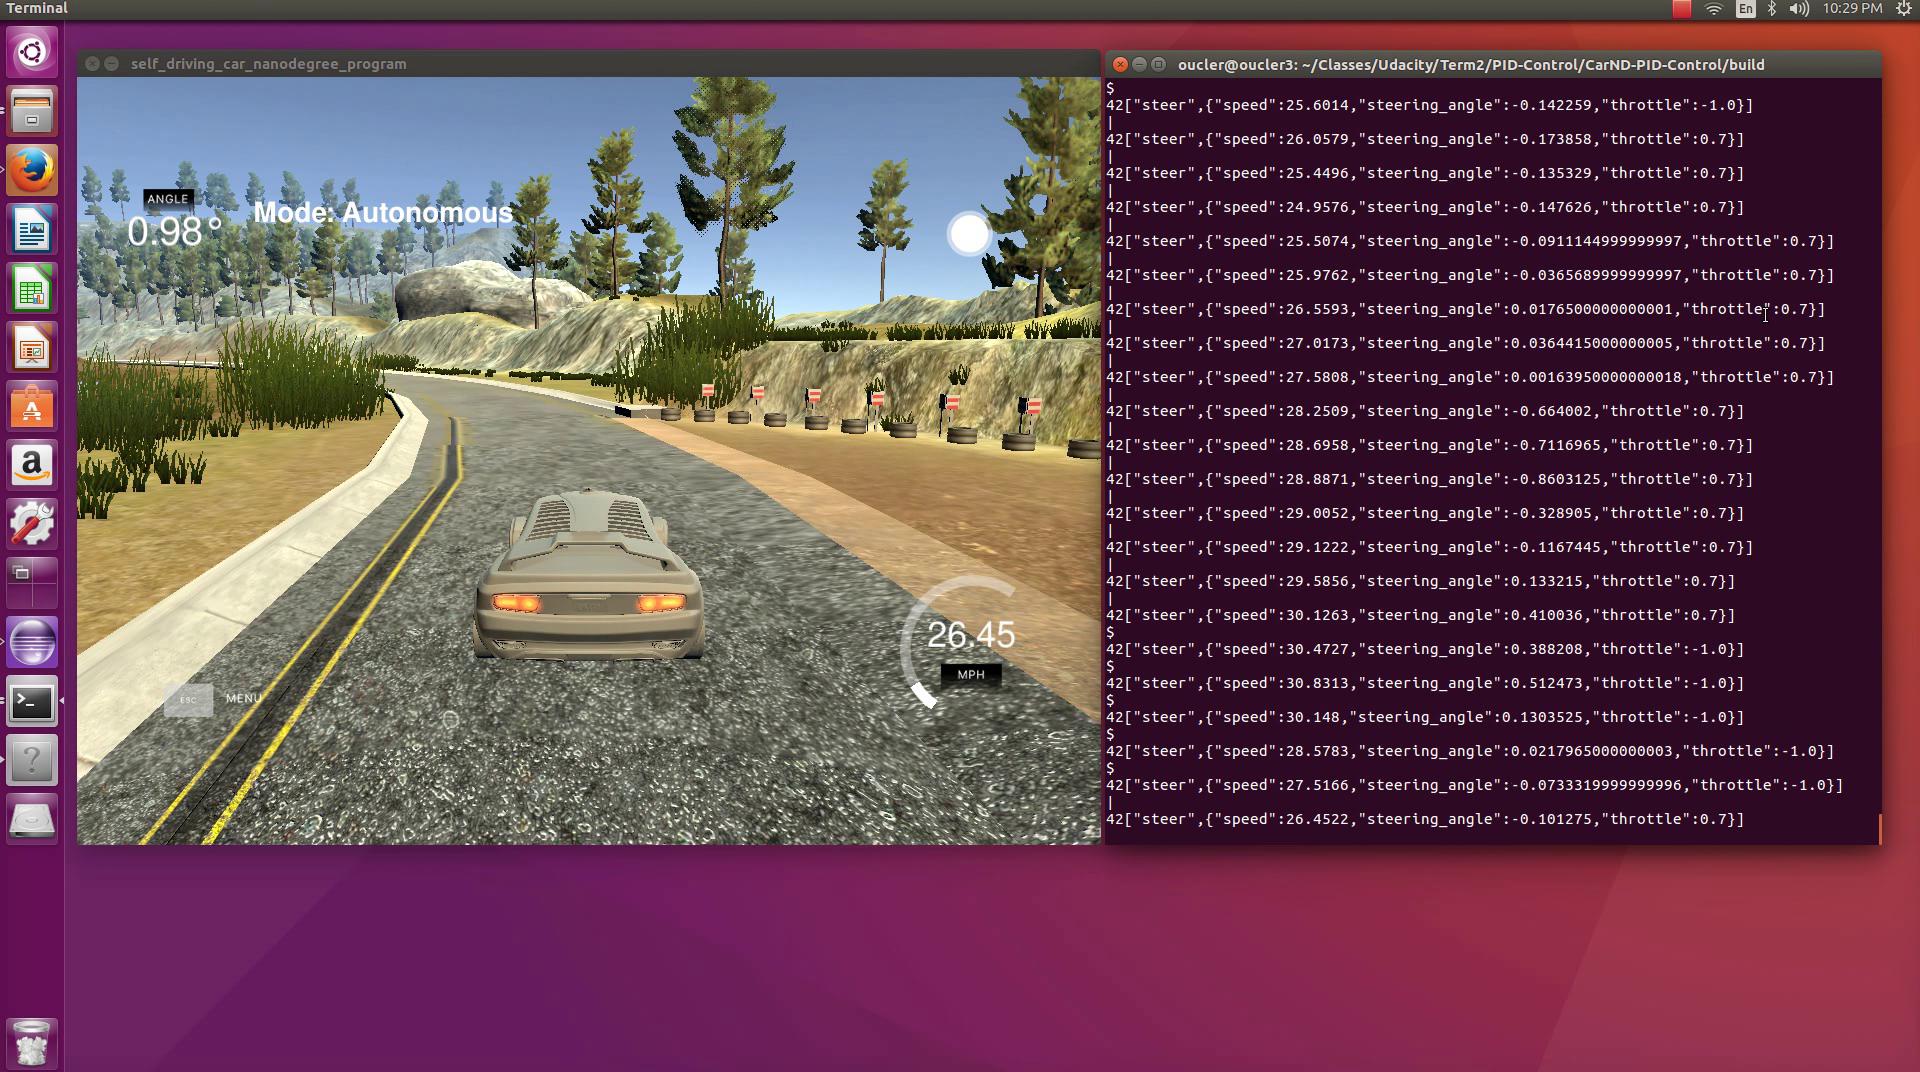 Terminal
En
10:29 PM
self_driving_car_nanodegree_program
ANGLE
0.98°
Mode: Autonomous
26.45
MPH
ESC
MENU
oucler@oucler3: ~/Classes/Udacity/Term2/PID-Control/CarND-PID-Control/build
$
42["steer",{"speed":25.6014,"steering_angle":-0.142259,"throttle":-1.0}]
|
42["steer",{"speed":26.0579,"steering_angle":-0.173858,"throttle":0.7}]
|
42["steer",{"speed":25.4496,"steering_angle":-0.135329,"throttle":0.7}]
|
42["steer",{"speed":24.9576,"steering_angle":-0.147626,"throttle":0.7}]
|
42["steer",{"speed":25.5074,"steering_angle":-0.0911144999999997,"throttle":0.7}]
|
42["steer",{"speed":25.9762,"steering_angle":-0.0365689999999997,"throttle":0.7}]
|
42["steer",{"speed":26.5593,"steering_angle":0.0176500000000001,"throttle":0.7}]
|
42["steer",{"speed":27.0173,"steering_angle":0.0364415000000005,"throttle":0.7}]
|
42["steer",{"speed":27.5808,"steering_angle":0.00163950000000018,"throttle":0.7}]
|
42["steer",{"speed":28.2509,"steering_angle":-0.664002,"throttle":0.7}]
|
42["steer",{"speed":28.6958,"steering_angle":-0.7116965,"throttle":0.7}]
|
42["steer",{"speed":28.8871,"steering_angle":-0.8603125,"throttle":0.7}]
|
42["steer",{"speed":29.0052,"steering_angle":-0.328905,"throttle":0.7}]
|
42["steer",{"speed":29.1222,"steering_angle":-0.1167445,"throttle":0.7}]
|
42["steer",{"speed":29.5856,"steering_angle":0.133215,"throttle":0.7}]
|
42["steer",{"speed":30.1263,"steering_angle":0.410036,"throttle":0.7}]
$
42["steer",{"speed":30.4727,"steering_angle":0.388208,"throttle":-1.0}]
$
42["steer",{"speed":30.8313,"steering_angle":0.512473,"throttle":-1.0}]
$
42["steer",{"speed":30.148,"steering_angle":0.1303525,"throttle":-1.0}]
$
42["steer",{"speed":28.5783,"steering_angle":0.0217965000000003,"throttle":-1.0}]
$
42["steer",{"speed":27.5166,"steering_angle":-0.0733319999999996,"throttle":-1.0}]
|
42["steer",{"speed":26.4522,"steering_angle":-0.101275,"throttle":0.7}]